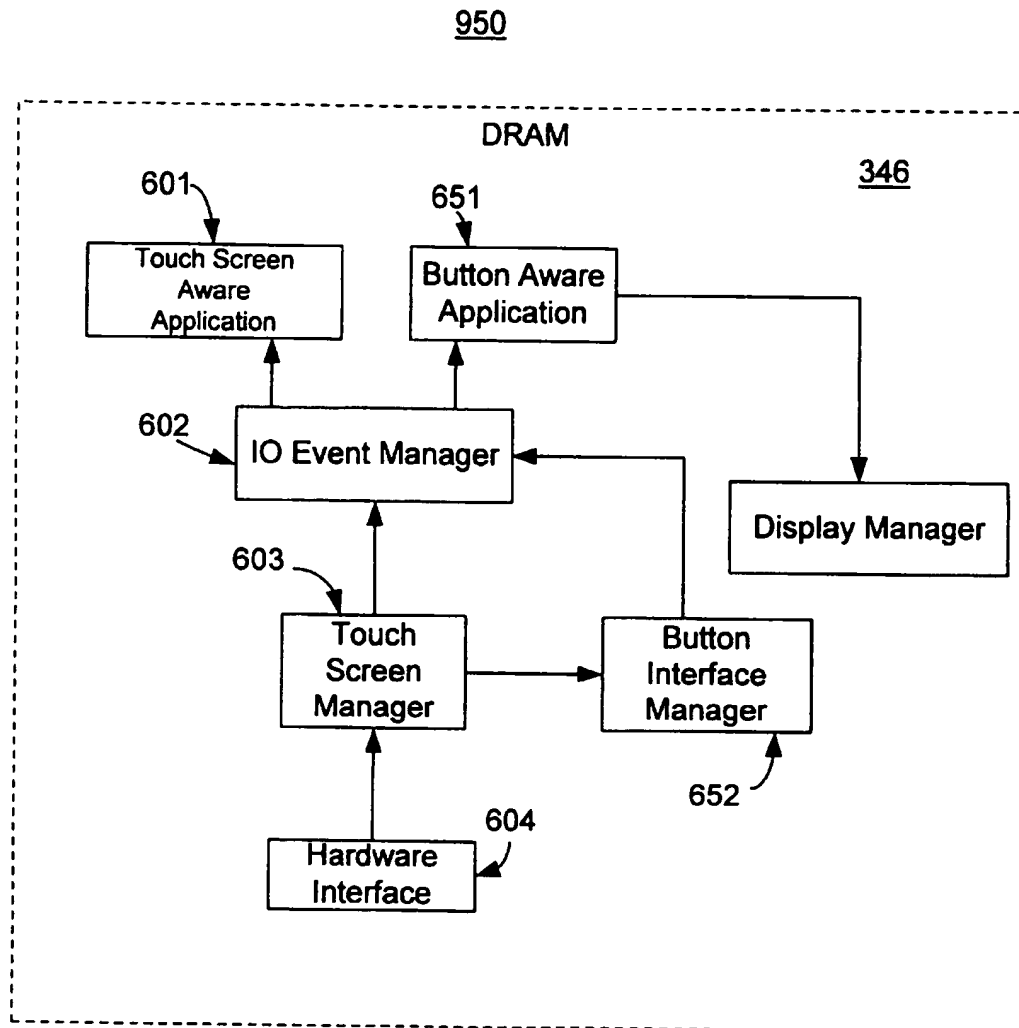 950
DRAM
346
601
651
Touch Screen
Aware
Application
Button Aware
Application
602
IO Event Manager
Display Manager
603
Touch
Screen
Manager
Button
Interface
Manager
652
604
Hardware
Interface